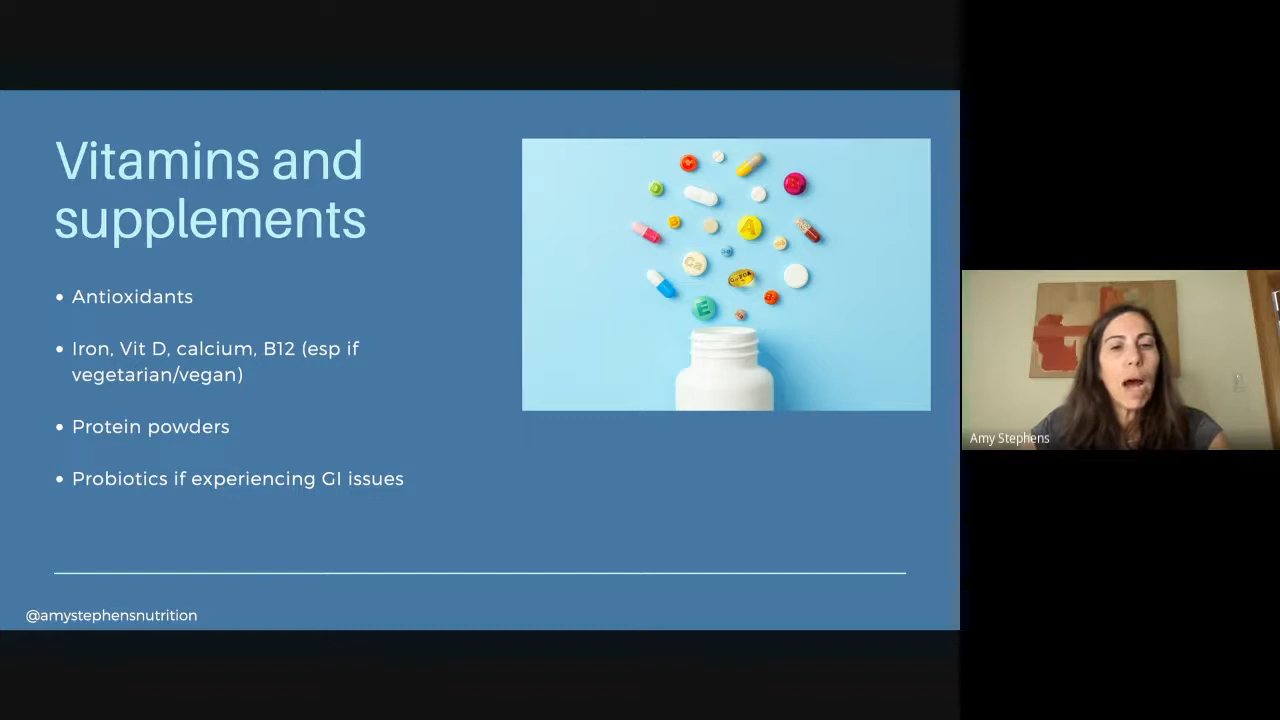 Vitamins and
supplements
• Antioxidants
• Iron, Vit D, calcium, B12 (esp if
vegetarian/vegan)
• Protein powders
• Probiotics if experiencing GI issues
@amystephensnutrition
A
Ca
E
Amy Stephens